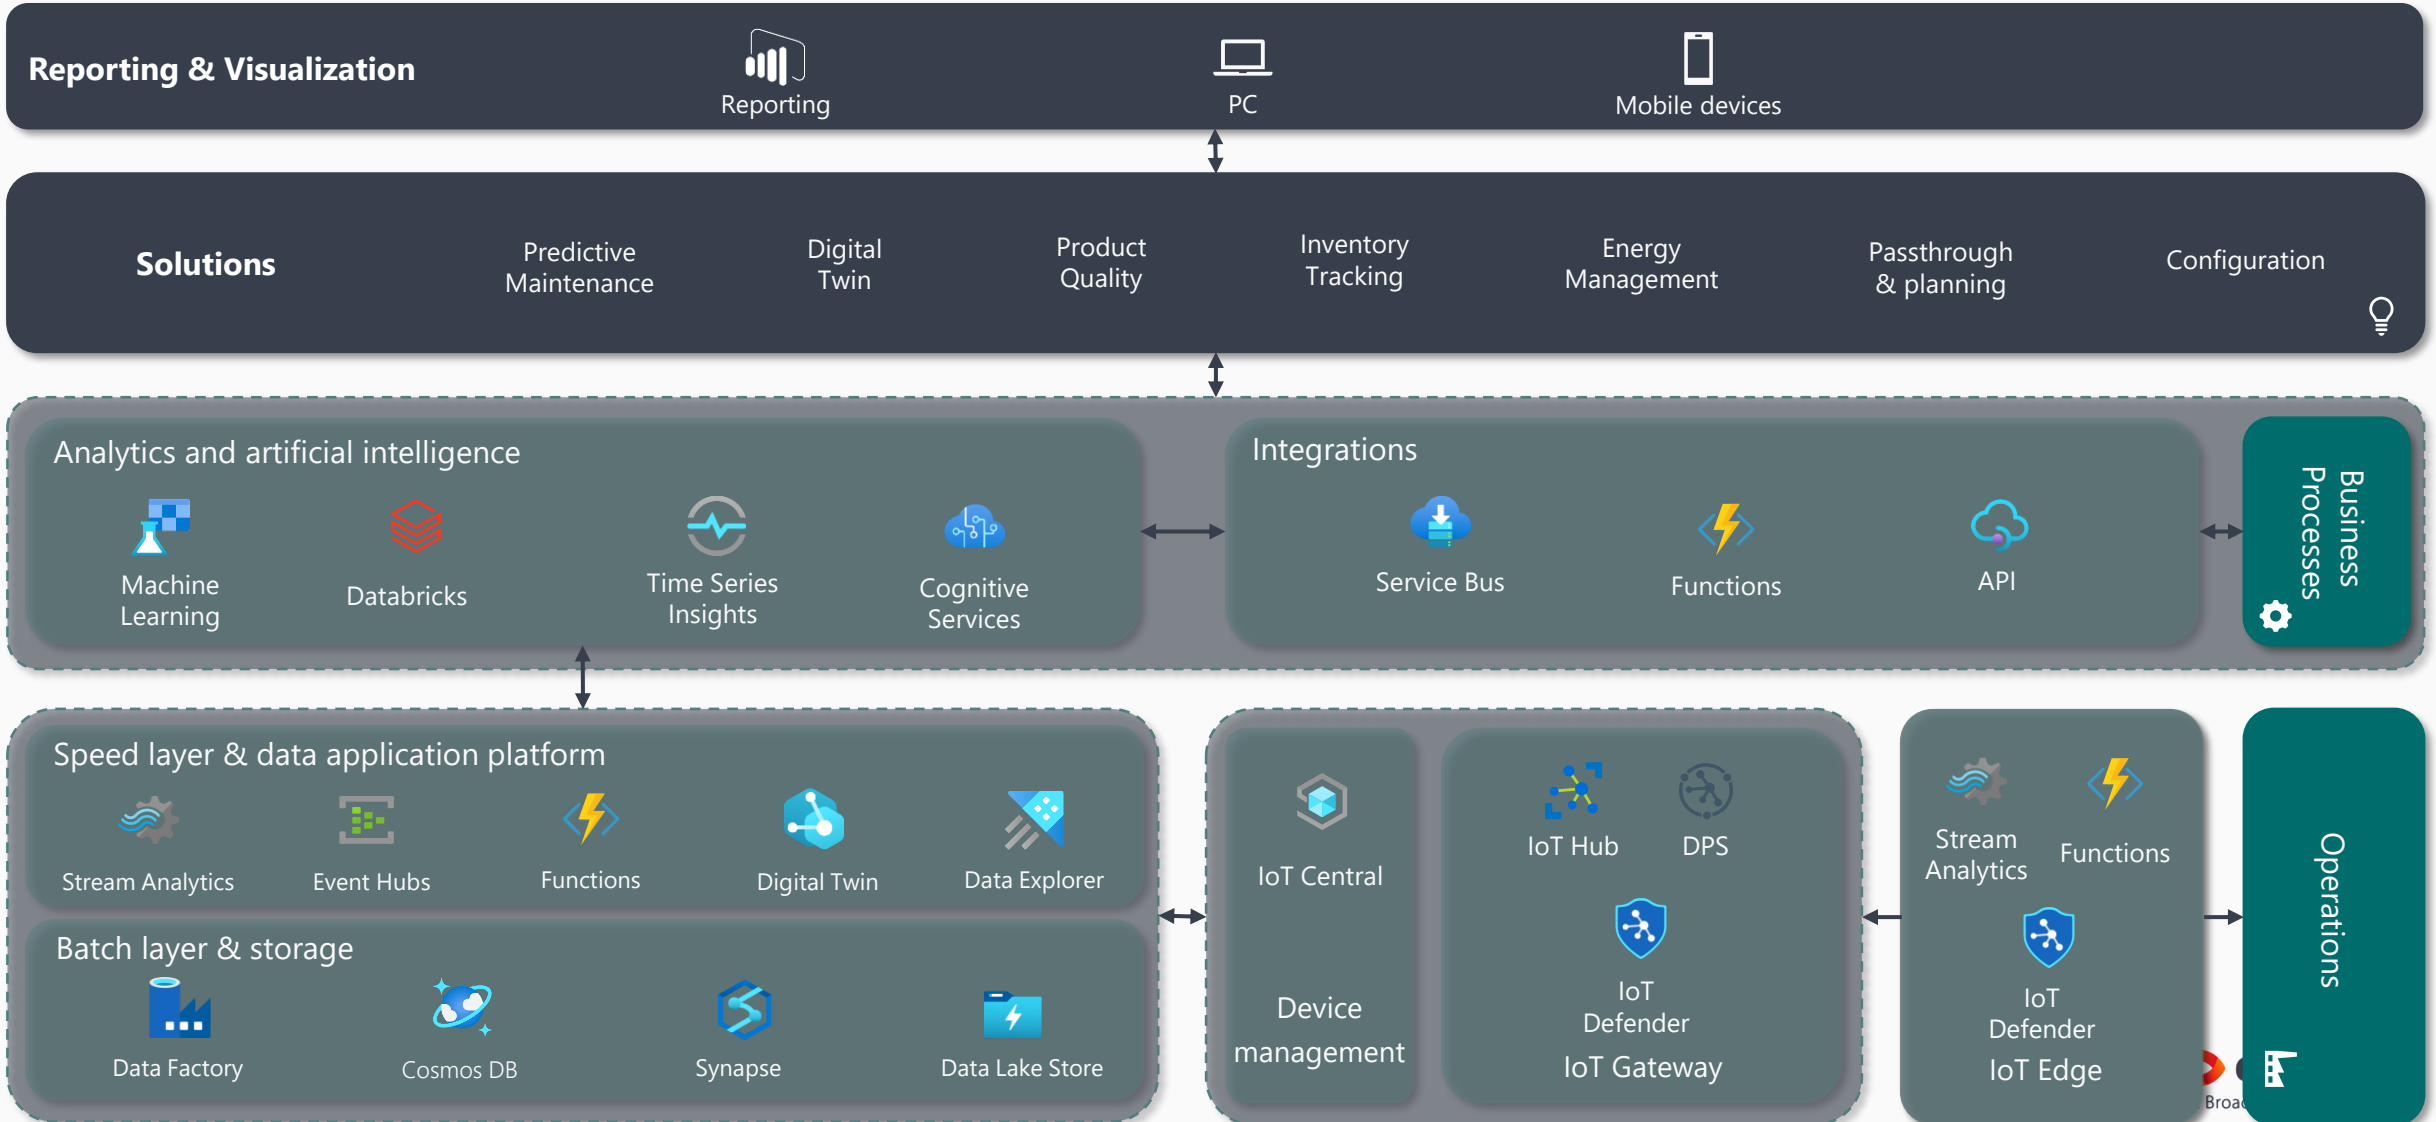 Reporting & Visualization
Reporting
PC
Mobile devices
Solutions
Predictive
Maintenance
Digital
Twin
Product
Quality
Inventory
Tracking
Energy
Management
Passthrough
& planning
Configuration
Analytics and artificial intelligence
Machine
Learning
Databricks
Time Series
Insights
Cognitive
Services
Integrations
Service Bus
Functions
API
Business
Processes
Speed layer & data application platform
Stream Analytics
Event Hubs
Functions
Digital Twin
Data Explorer
Batch layer & storage
Data Factory
Cosmos DB
Synapse
Data Lake Store
IoT Central
Device
management
IoT Hub
DPS
IoT
Defender
IoT Gateway
Stream
Analytics
Functions
IoT
Defender
IoT Edge
Operations